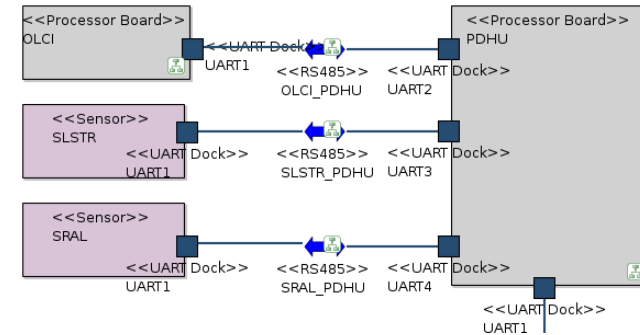 <<Processor Board>>
OLCI
<<UART Dock>>
UART1
<<RS485>>
OLCI_PDHU
<<UART Dock>>
UART2
<<Processor Board>>
PDHU
<<Sensor>>
SLSTR
<<UART Dock>>
UART1
<<RS485>>
SLSTR_PDHU
<<UART Dock>>
UART3
<<Sensor>>
SRAL
<<UART Dock>>
UART1
<<RS485>>
SRAL_PDHU
<<UART Dock>>
UART4
<<UART Dock>>
UART1